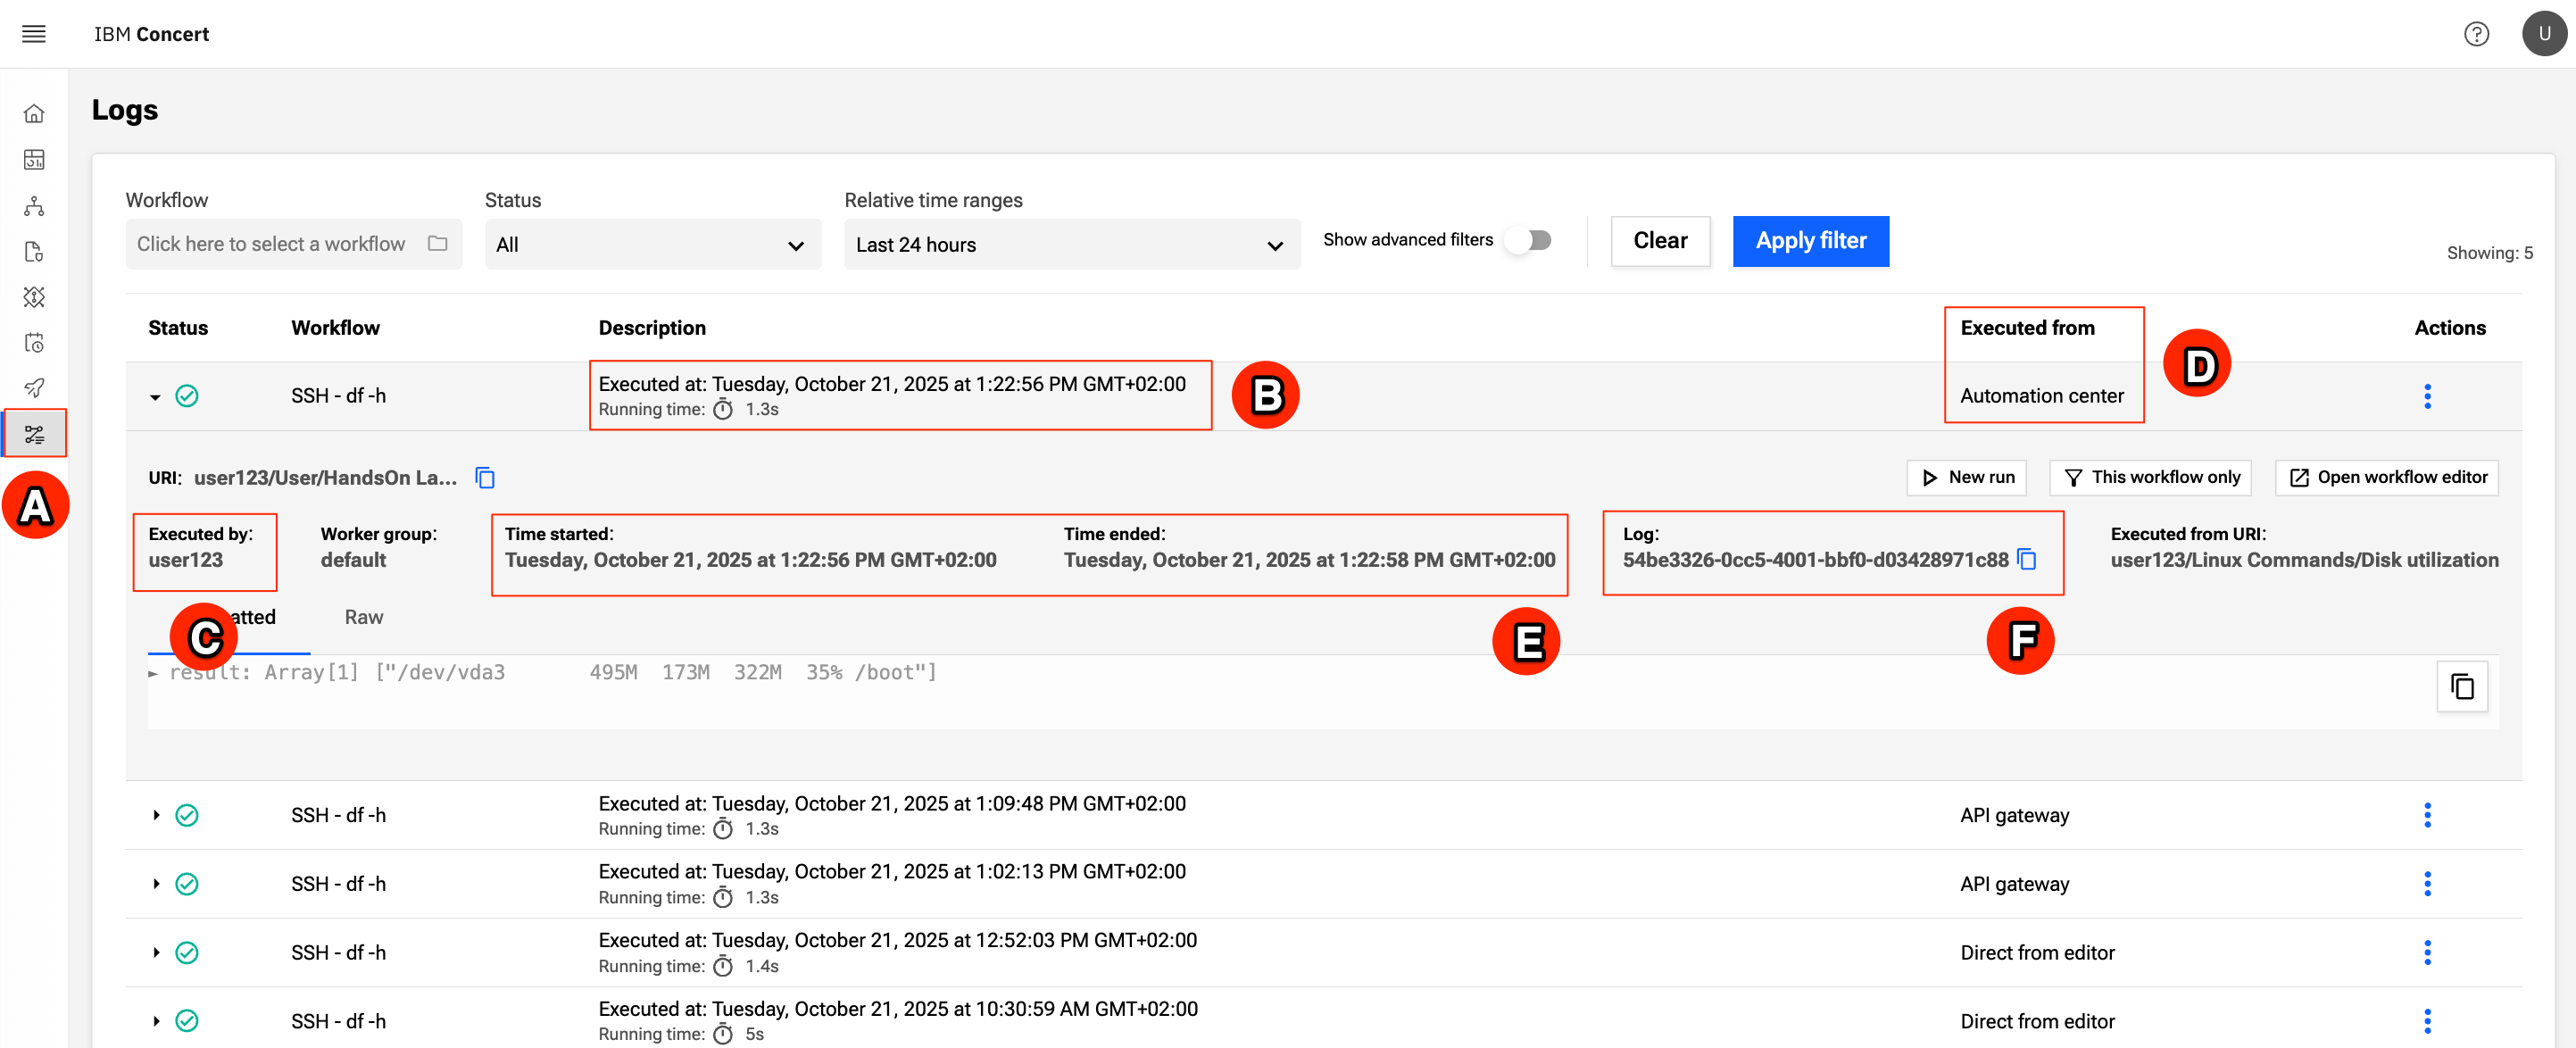 IBM Concert
U
Logs
Workflow
Status
Relative time ranges
Click here to select a workflow
All
Last 24 hours
Show advanced filters
Clear
Apply filter
Showing: 5
Status
Workflow
Description
Executed from
Actions
D
SSH - df -h
Executed at: Tuesday, October 21, 2025 at 1:22:56 PM GMT+02:00
Running time: 1.3s
B
Automation center
A
URI: user123/User/HandsOn La...
New run
This workflow only
Open workflow editor
Executed by:
user123
Worker group:
default
Time started:
Tuesday, October 21, 2025 at 1:22:56 PM GMT+02:00
Time ended:
Tuesday, October 21, 2025 at 1:22:58 PM GMT+02:00
Log:
54be3326-0cc5-4001-bbf0-d03428971c88
Executed from URI:
user123/Linux Commands/Disk utilization
C
atted
Raw
E
F
result: Array[1] ["/dev/vda3 495M 173M 322M 35% /boot"]
SSH - df -h
Executed at: Tuesday, October 21, 2025 at 1:09:48 PM GMT+02:00
Running time: 1.3s
API gateway
SSH - df -h
Executed at: Tuesday, October 21, 2025 at 1:02:13 PM GMT+02:00
Running time: 1.3s
API gateway
SSH - df -h
Executed at: Tuesday, October 21, 2025 at 12:52:03 PM GMT+02:00
Running time: 1.4s
Direct from editor
SSH - df -h
Executed at: Tuesday, October 21, 2025 at 10:30:59 AM GMT+02:00
Running time: 5s
Direct from editor